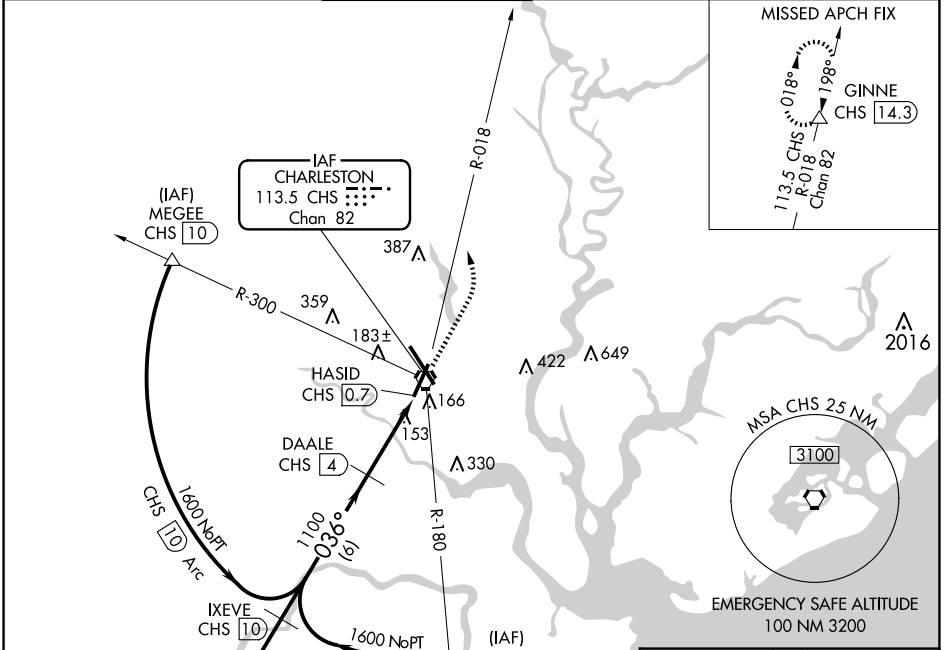 MISSED APCH FIX
018°
198°
GINNE
CHS 14.3
113.5 CHS
R-018
Chan 82
R-018
IAF
CHARLESTON
113.5 CHS
Chan 82
(IAF)
MEGEE
CHS 10
387
R-300
359
183±
2016
422
649
HASID
CHS 0.7
166
153
MSA CHS 25 NM
3100
DAALE
CHS 4
330
1600 NoPT
CHS 10 Arc
1100
036°
(6)
R-180
IXEVE
CHS 10
EMERGENCY SAFE ALTITUDE
100 NM 3200
1600 NoPT
(IAF)